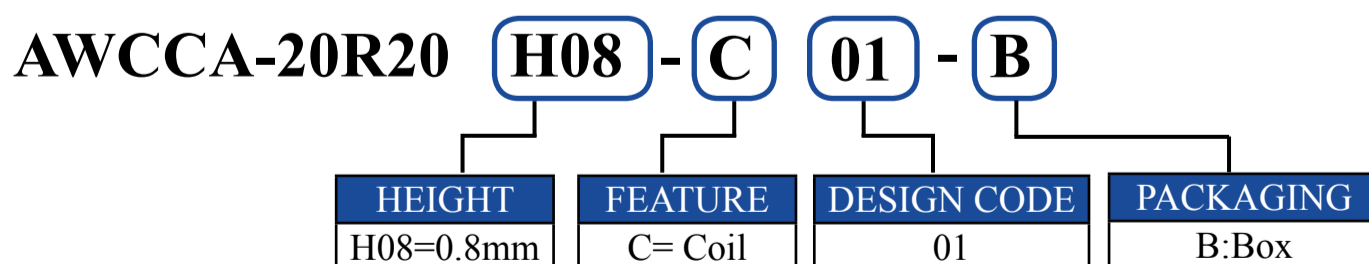 AWCCA-20R20 H08 - C 01 - B
HEIGHT FEATURE DESIGN CODE PACKAGING
H08=0.8mm C= Coil 01 B:Box